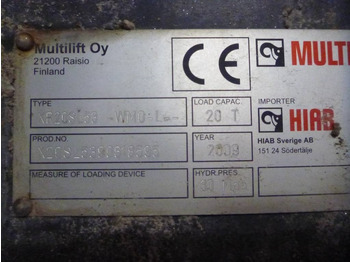 Multilift Oy
21200 Raisio
Finland
CE
MULTI
TYPE
LOAD CAPAC.
20 T
IMPORTER
HIAB
PROD.NO.
YEAR
HIAB Sverige AB
151 24 Södertälje
MEASURE OF LOADING DEVICE
HYDR.PRES.